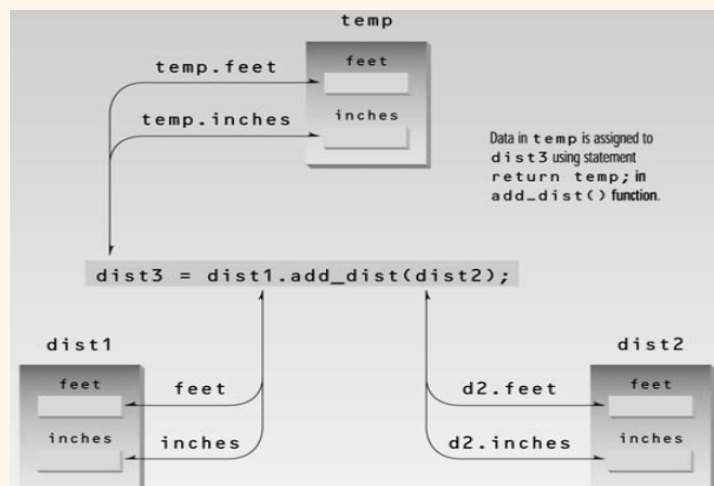 temp
feet
temp.feet
inches
temp.inches
Data in temp is assigned to
dist3 using statement
return temp; in
add_dist() function.
dist3 = dist1.add_dist(dist2);
dist1
dist2
feet
feet
d2.feet
feet
inches
inches
d2.inches
inches